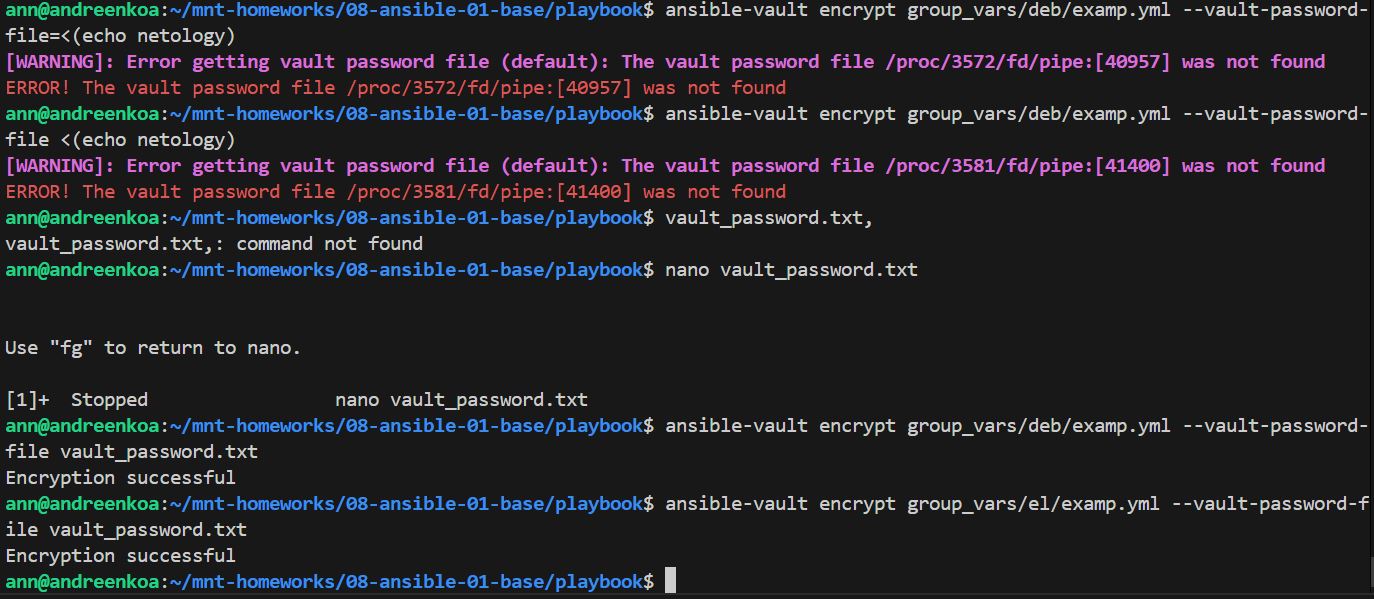 ann@andreenkoa:~/mnt-homeworks/08-ansible-01-base/playbook$ ansible-vault encrypt group_vars/deb/examp.yml --vault-password-
file=<(echo netology)
[WARNING]: Error getting vault password file (default): The vault password file /proc/3572/fd/pipe:[40957] was not found
ERROR! The vault password file /proc/3572/fd/pipe:[40957] was not found
ann@andreenkoa:~/mnt-homeworks/08-ansible-01-base/playbook$ ansible-vault encrypt group_vars/deb/examp.yml --vault-password-
file <(echo netology)
[WARNING]: Error getting vault password file (default): The vault password file /proc/3581/fd/pipe:[41400] was not found
ERROR! The vault password file /proc/3581/fd/pipe:[41400] was not found
ann@andreenkoa:~/mnt-homeworks/08-ansible-01-base/playbook$ vault_password.txt,
vault_password.txt,: command not found
ann@andreenkoa:~/mnt-homeworks/08-ansible-01-base/playbook$ nano vault_password.txt
Use "fg" to return to nano.
[1]+  Stopped                 nano vault_password.txt
ann@andreenkoa:~/mnt-homeworks/08-ansible-01-base/playbook$ ansible-vault encrypt group_vars/deb/examp.yml --vault-password-
file vault_password.txt
Encryption successful
ann@andreenkoa:~/mnt-homeworks/08-ansible-01-base/playbook$ ansible-vault encrypt group_vars/el/examp.yml --vault-password-f
ile vault_password.txt
Encryption successful
ann@andreenkoa:~/mnt-homeworks/08-ansible-01-base/playbook$